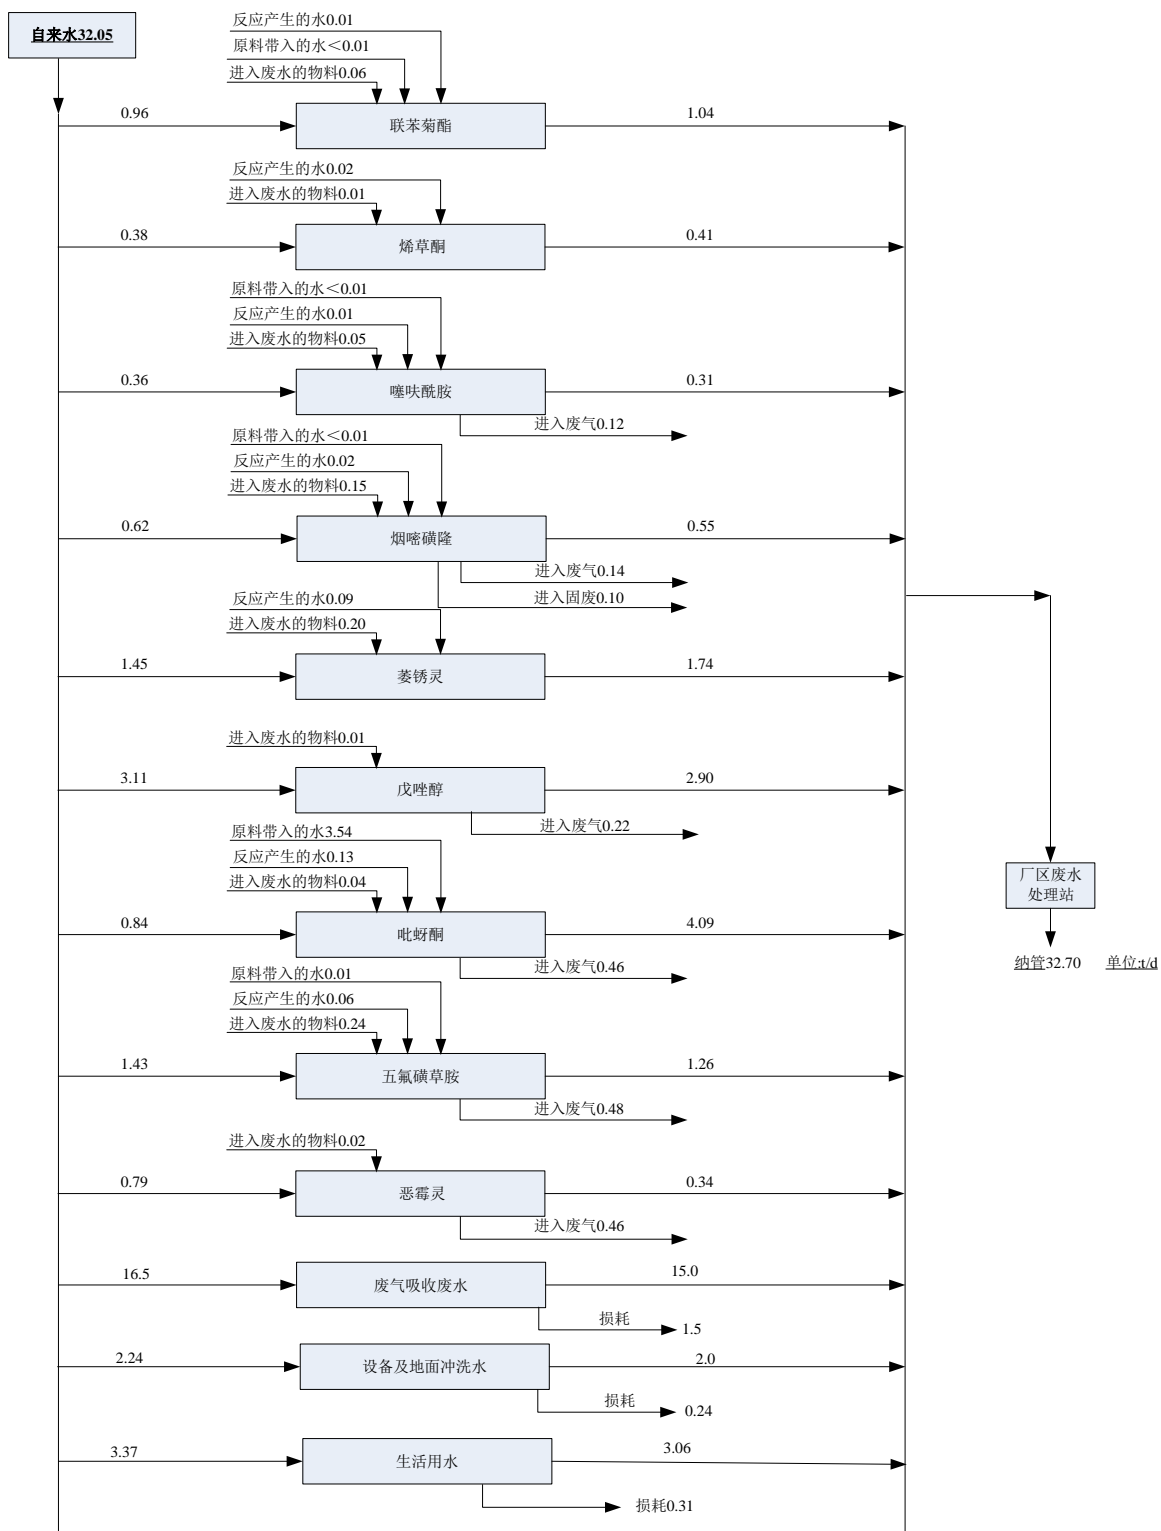 自来水32.05
反应产生的水0.01
原料带入的水＜0.01
进入废水的物料0.06
0.96
联苯菊酯
1.04
反应产生的水0.02
进入废水的物料0.01
0.38
烯草酮
0.41
原料带入的水＜0.01
反应产生的水0.01
进入废水的物料0.05
0.36
噻呋酰胺
0.31
进入废气0.12
原料带入的水＜0.01
反应产生的水0.02
进入废水的物料0.15
0.62
烟嘧磺隆
0.55
进入废气0.14
进入固废0.10
反应产生的水0.09
进入废水的物料0.20
1.45
萎锈灵
1.74
进入废水的物料0.01
3.11
戊唑醇
2.90
进入废气0.22
原料带入的水3.54
反应产生的水0.13
进入废水的物料0.04
0.84
吡蚜酮
4.09
进入废气0.46
厂区废水
处理站
纳管32.70
单位:t/d
原料带入的水0.01
反应产生的水0.06
进入废水的物料0.24
1.43
五氟磺草胺
1.26
进入废气0.48
进入废水的物料0.02
0.79
恶霉灵
0.34
进入废气0.46
16.5
废气吸收废水
15.0
损耗
1.5
2.24
设备及地面冲洗水
2.0
损耗
0.24
3.37
生活用水
3.06
损耗0.31